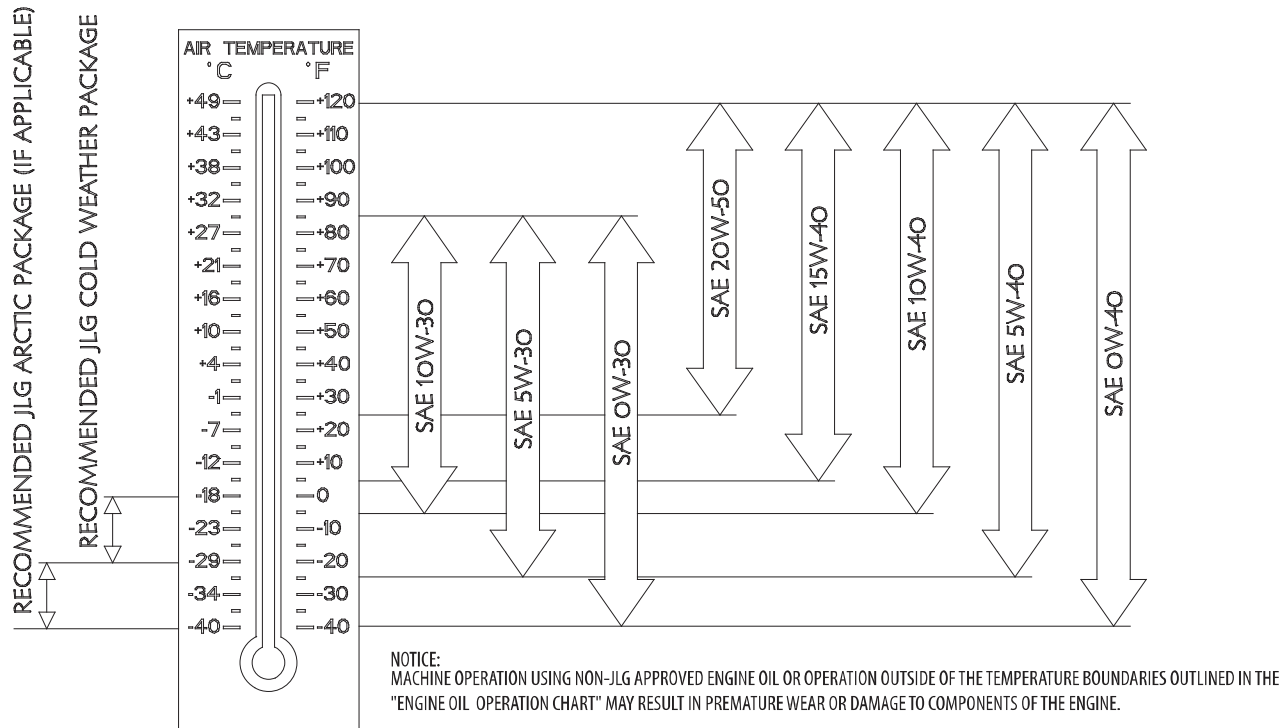 RECOMMENDED JLG ARCTIC PACKAGE (IF APPLICABLE)
RECOMMENDED JLG COLD WEATHER PACKAGE
AIR TEMPERATURE
°C °F
+49 +120
+43 +110
+38 +100
+32 +90
+27 +80
+21 +70
+16 +60
+10 +50
+4 +40
-1 +30
-7 +20
-12 +10
-18 0
-23 -10
-29 -20
-34 -30
-40 -40
SAE 10W-30
SAE 5W-30
SAE 0W-30
SAE 20W-50
SAE 15W-40
SAE 10W-40
SAE 5W-40
SAE 0W-40
NOTICE:
MACHINE OPERATION USING NON-JLG APPROVED ENGINE OIL OR OPERATION OUTSIDE OF THE TEMPERATURE BOUNDARIES OUTLINED IN THE
"ENGINE OIL OPERATION CHART" MAY RESULT IN PREMATURE WEAR OR DAMAGE TO COMPONENTS OF THE ENGINE.